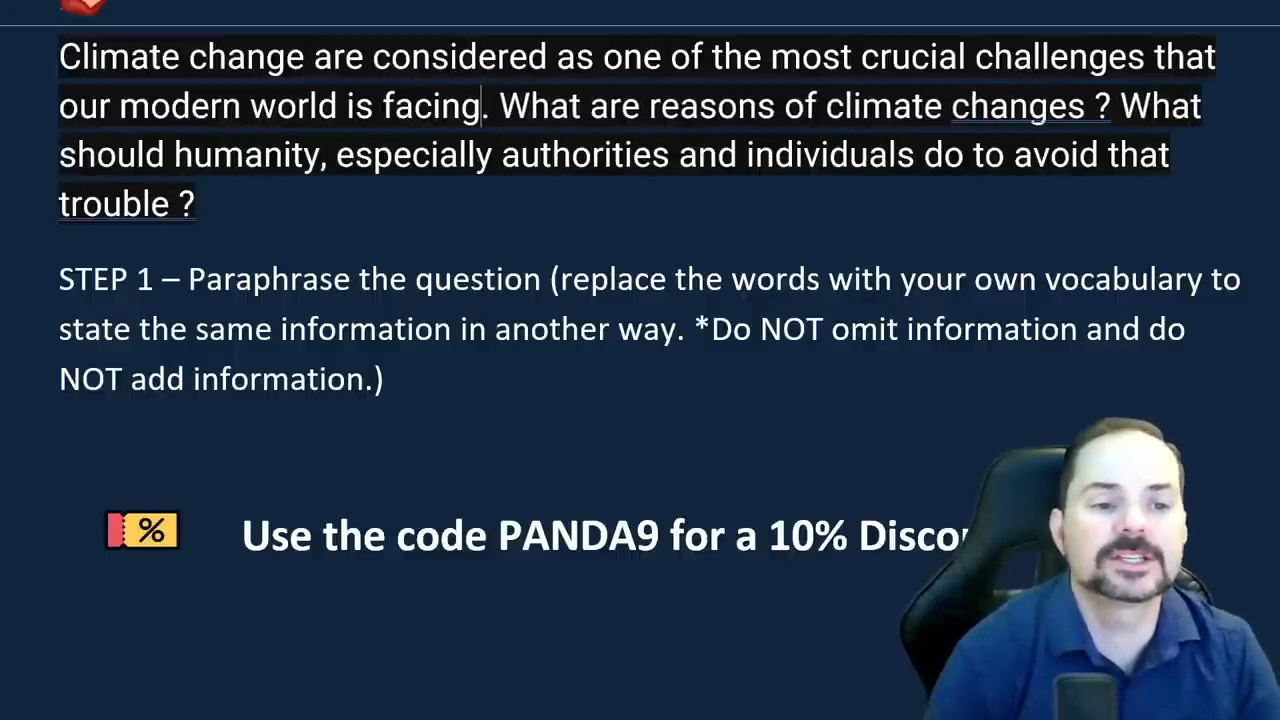 Climate change are considered as one of the most crucial challenges that
our modern world is facing. What are reasons of climate changes ? What
should humanity, especially authorities and individuals do to avoid that
trouble ?
STEP 1 – Paraphrase the question (replace the words with your own vocabulary to
state the same information in another way. *Do NOT omit information and do
NOT add information.)
%
Use the code PANDA9 for a 10%